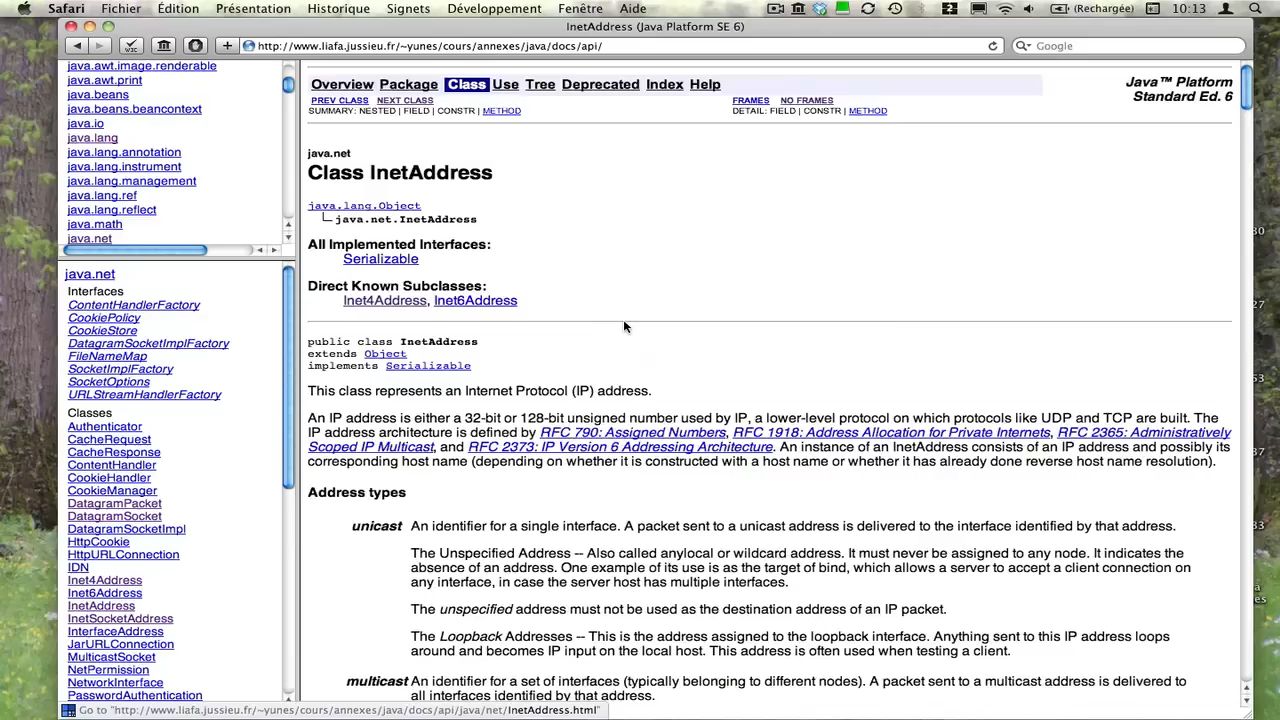 Safari Fichier Édition Présentation Historique Signets Développement Fenêtre Aide 2 (Rechargée) 10:13
InetAddress (Java Platform SE 6)
http://www.liafa.jussieu.fr/~yunes/cours/annexes/java/docs/api/ Google
java.awt.image.renderable
java.awt.print
java.beans
java.beans.beancontext
java.io
java.lang
java.lang.annotation
java.lang.instrument
java.lang.management
java.lang.ref
java.lang.reflect
java.math
java.net
java.net
Interfaces
ContentHandlerFactory
CookiePolicy
CookieStore
DatagramSocketImplFactory
FileNameMap
SocketImplFactory
SocketOptions
URLStreamHandlerFactory
Classes
Authenticator
CacheRequest
CacheResponse
ContentHandler
CookieHandler
CookieManager
DatagramPacket
DatagramSocket
DatagramSocketImpl
HttpCookie
HttpURLConnection
IDN
Inet4Address
Inet6Address
InetAddress
InetSocketAddress
InterfaceAddress
JarURLConnection
MulticastSocket
NetPermission
NetworkInterface
PasswordAuthentication
Overview Package Class Use Tree Deprecated Index Help
Java™ Platform
Standard Ed. 6
PREV CLASS NEXT CLASS FRAMES NO FRAMES
SUMMARY: NESTED | FIELD | CONSTR | METHOD DETAIL: FIELD | CONSTR | METHOD
java.net
Class InetAddress
java.lang.Object
java.net.InetAddress
All Implemented Interfaces:
Serializable
Direct Known Subclasses:
Inet4Address, Inet6Address
public class InetAddress
extends Object
implements Serializable
This class represents an Internet Protocol (IP) address.
An IP address is either a 32-bit or 128-bit unsigned number used by IP, a lower-level protocol on which protocols like UDP and TCP are built. The
IP address architecture is defined by RFC 790: Assigned Numbers, RFC 1918: Address Allocation for Private Internets, RFC 2365: Administratively
Scoped IP Multicast, and RFC 2373: IP Version 6 Addressing Architecture. An instance of an InetAddress consists of an IP address and possibly its
corresponding host name (depending on whether it is constructed with a host name or whether it has already done reverse host name resolution).
Address types
unicast An identifier for a single interface. A packet sent to a unicast address is delivered to the interface identified by that address.
The Unspecified Address -- Also called anylocal or wildcard address. It must never be assigned to any node. It indicates the
absence of an address. One example of its use is as the target of bind, which allows a server to accept a client connection on
any interface, in case the server host has multiple interfaces.
The unspecified address must not be used as the destination address of an IP packet.
The Loopback Addresses -- This is the address assigned to the loopback interface. Anything sent to this IP address loops
around and becomes IP input on the local host. This address is often used when testing a client.
multicast An identifier for a set of interfaces (typically belonging to different nodes). A packet sent to a multicast address is delivered to
all interfaces identified by that address.
Go to "http://www.liafa.jussieu.fr/~yunes/cours/annexes/java/docs/api/java/net/InetAddress.html"